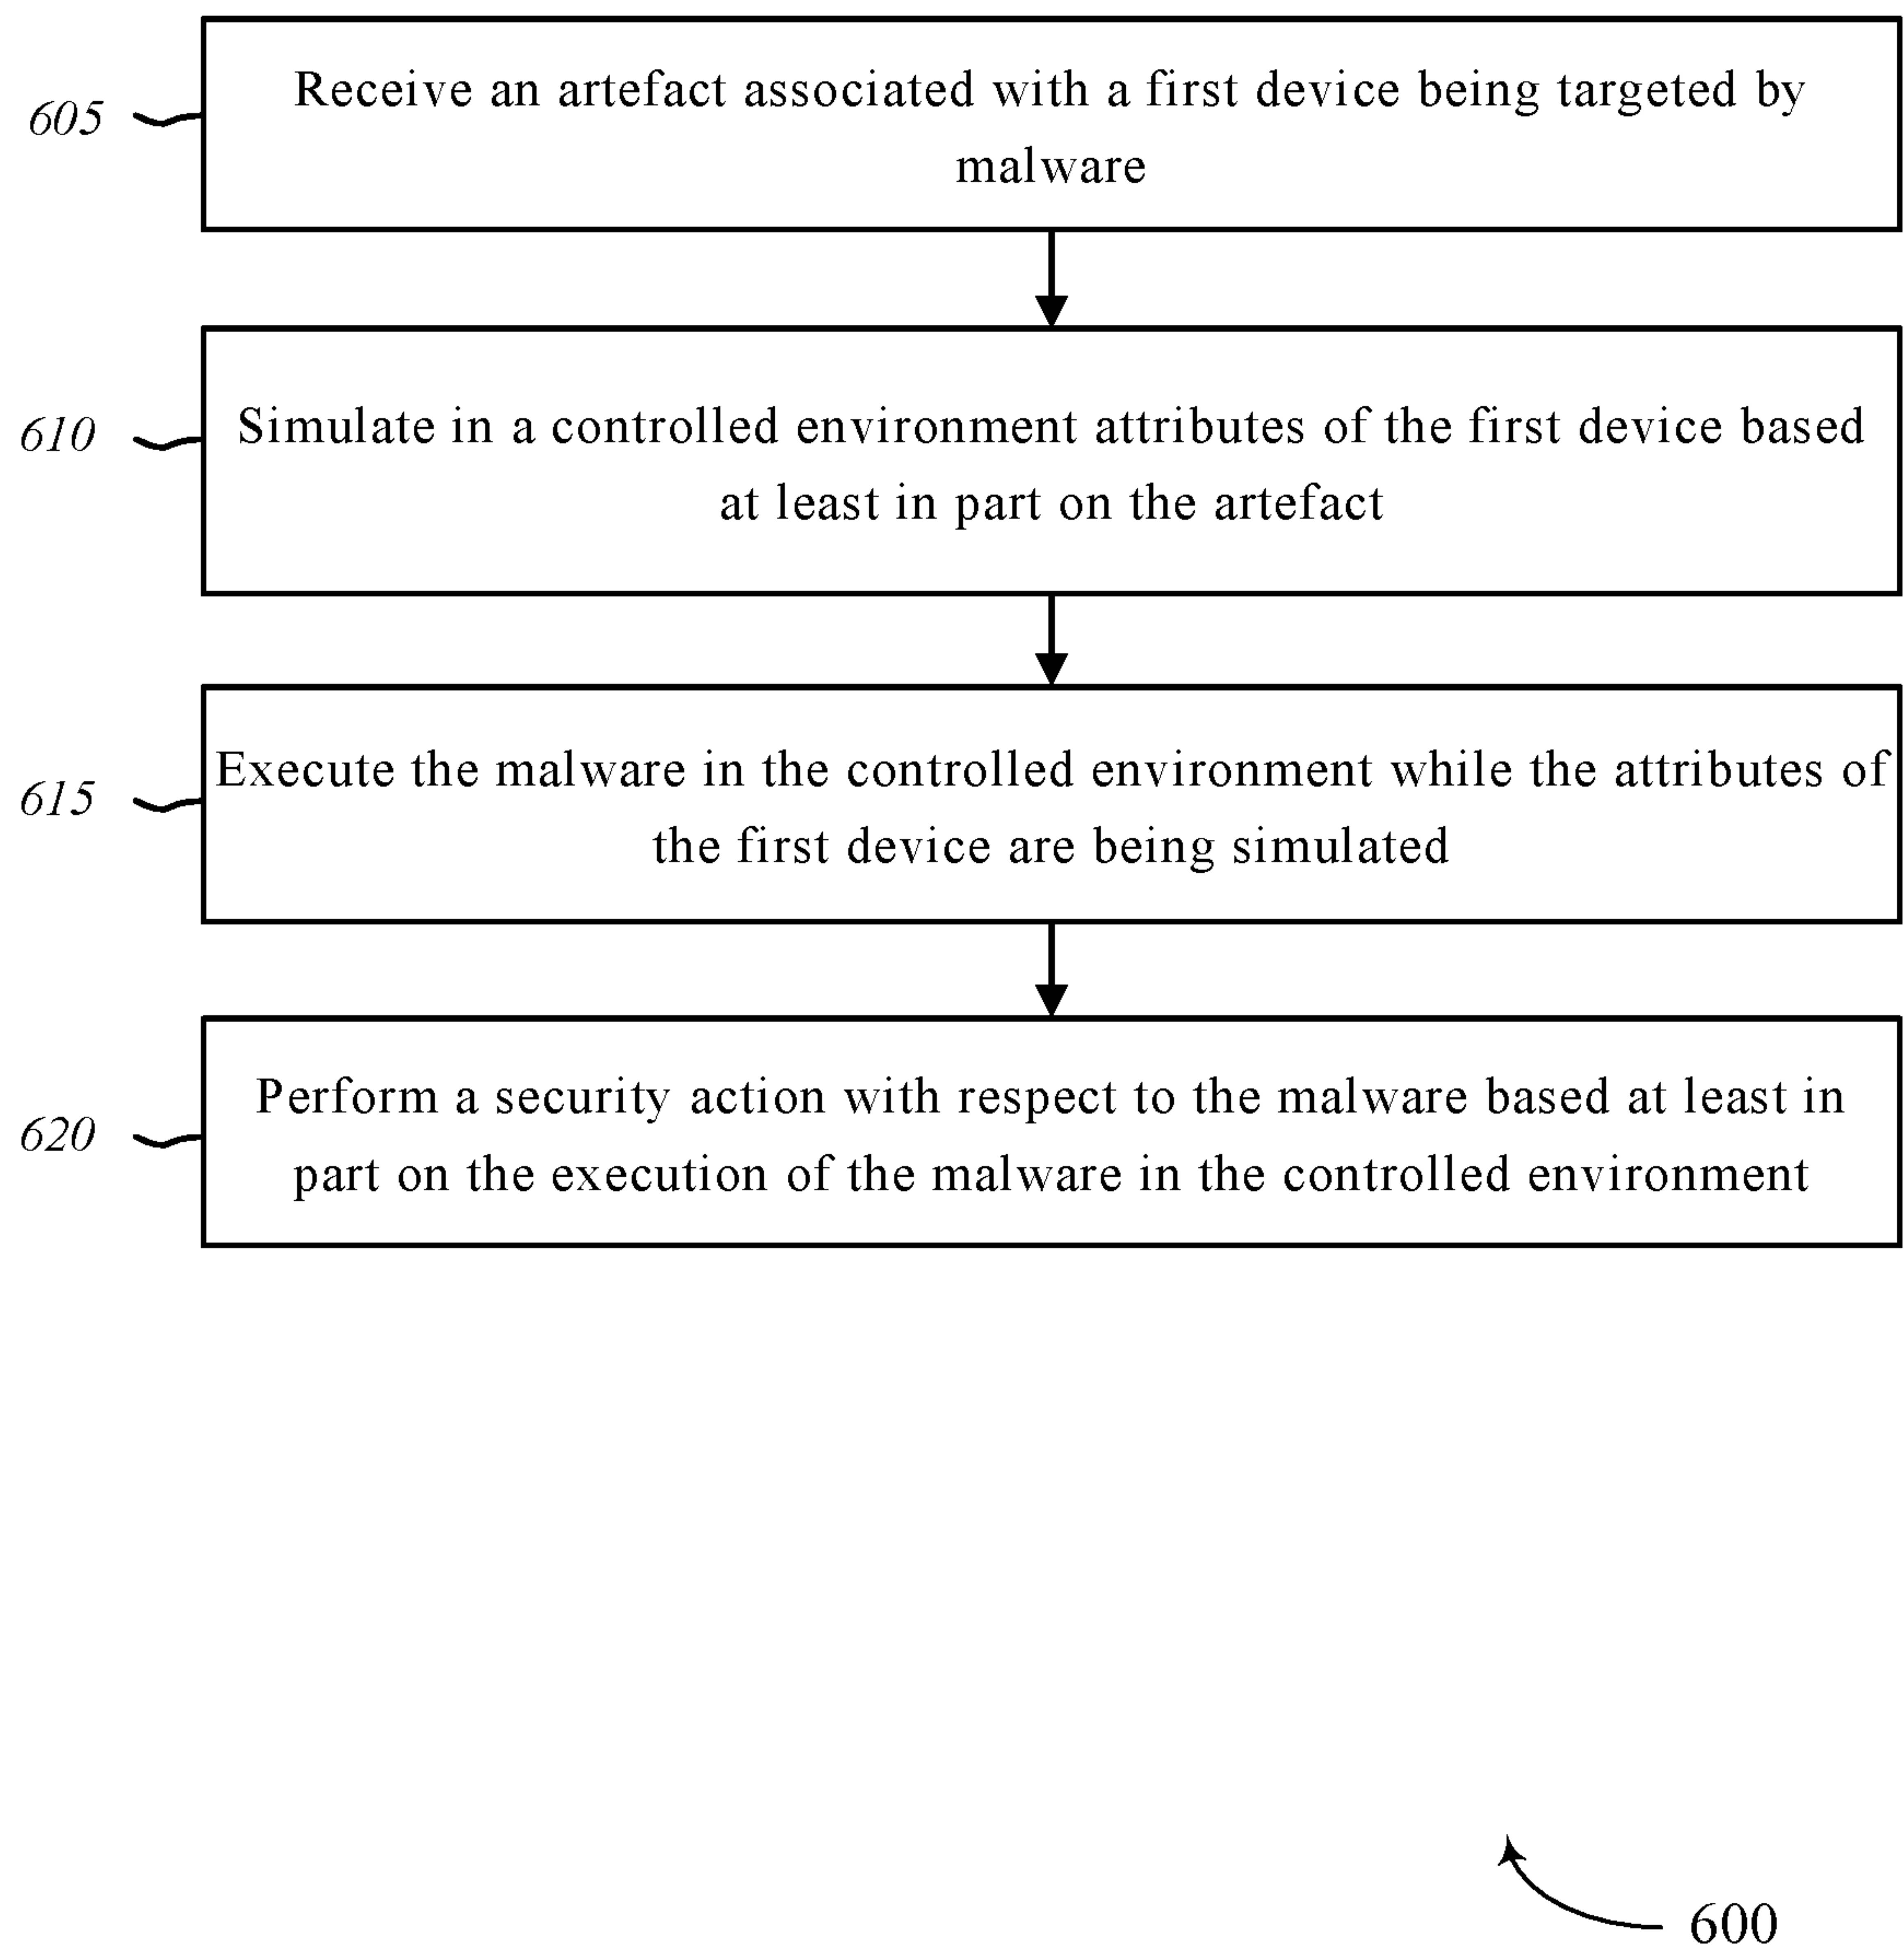 605
Receive an artefact associated with a first device being targeted by
malware
610
Simulate in a controlled environment attributes of the first device based
at least in part on the artefact
615
Execute the malware in the controlled environment while the attributes of
the first device are being simulated
620
Perform a security action with respect to the malware based at least in
part on the execution of the malware in the controlled environment
600